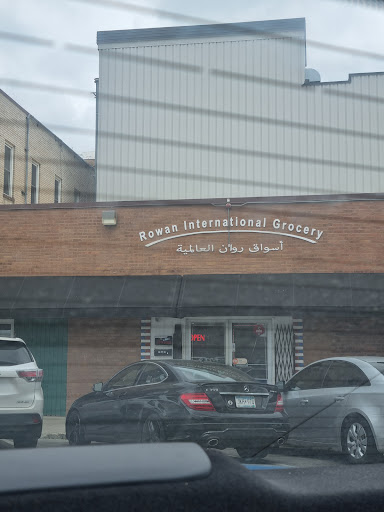 Rowan International Grocery
أسواق روان العالمية
OPEN